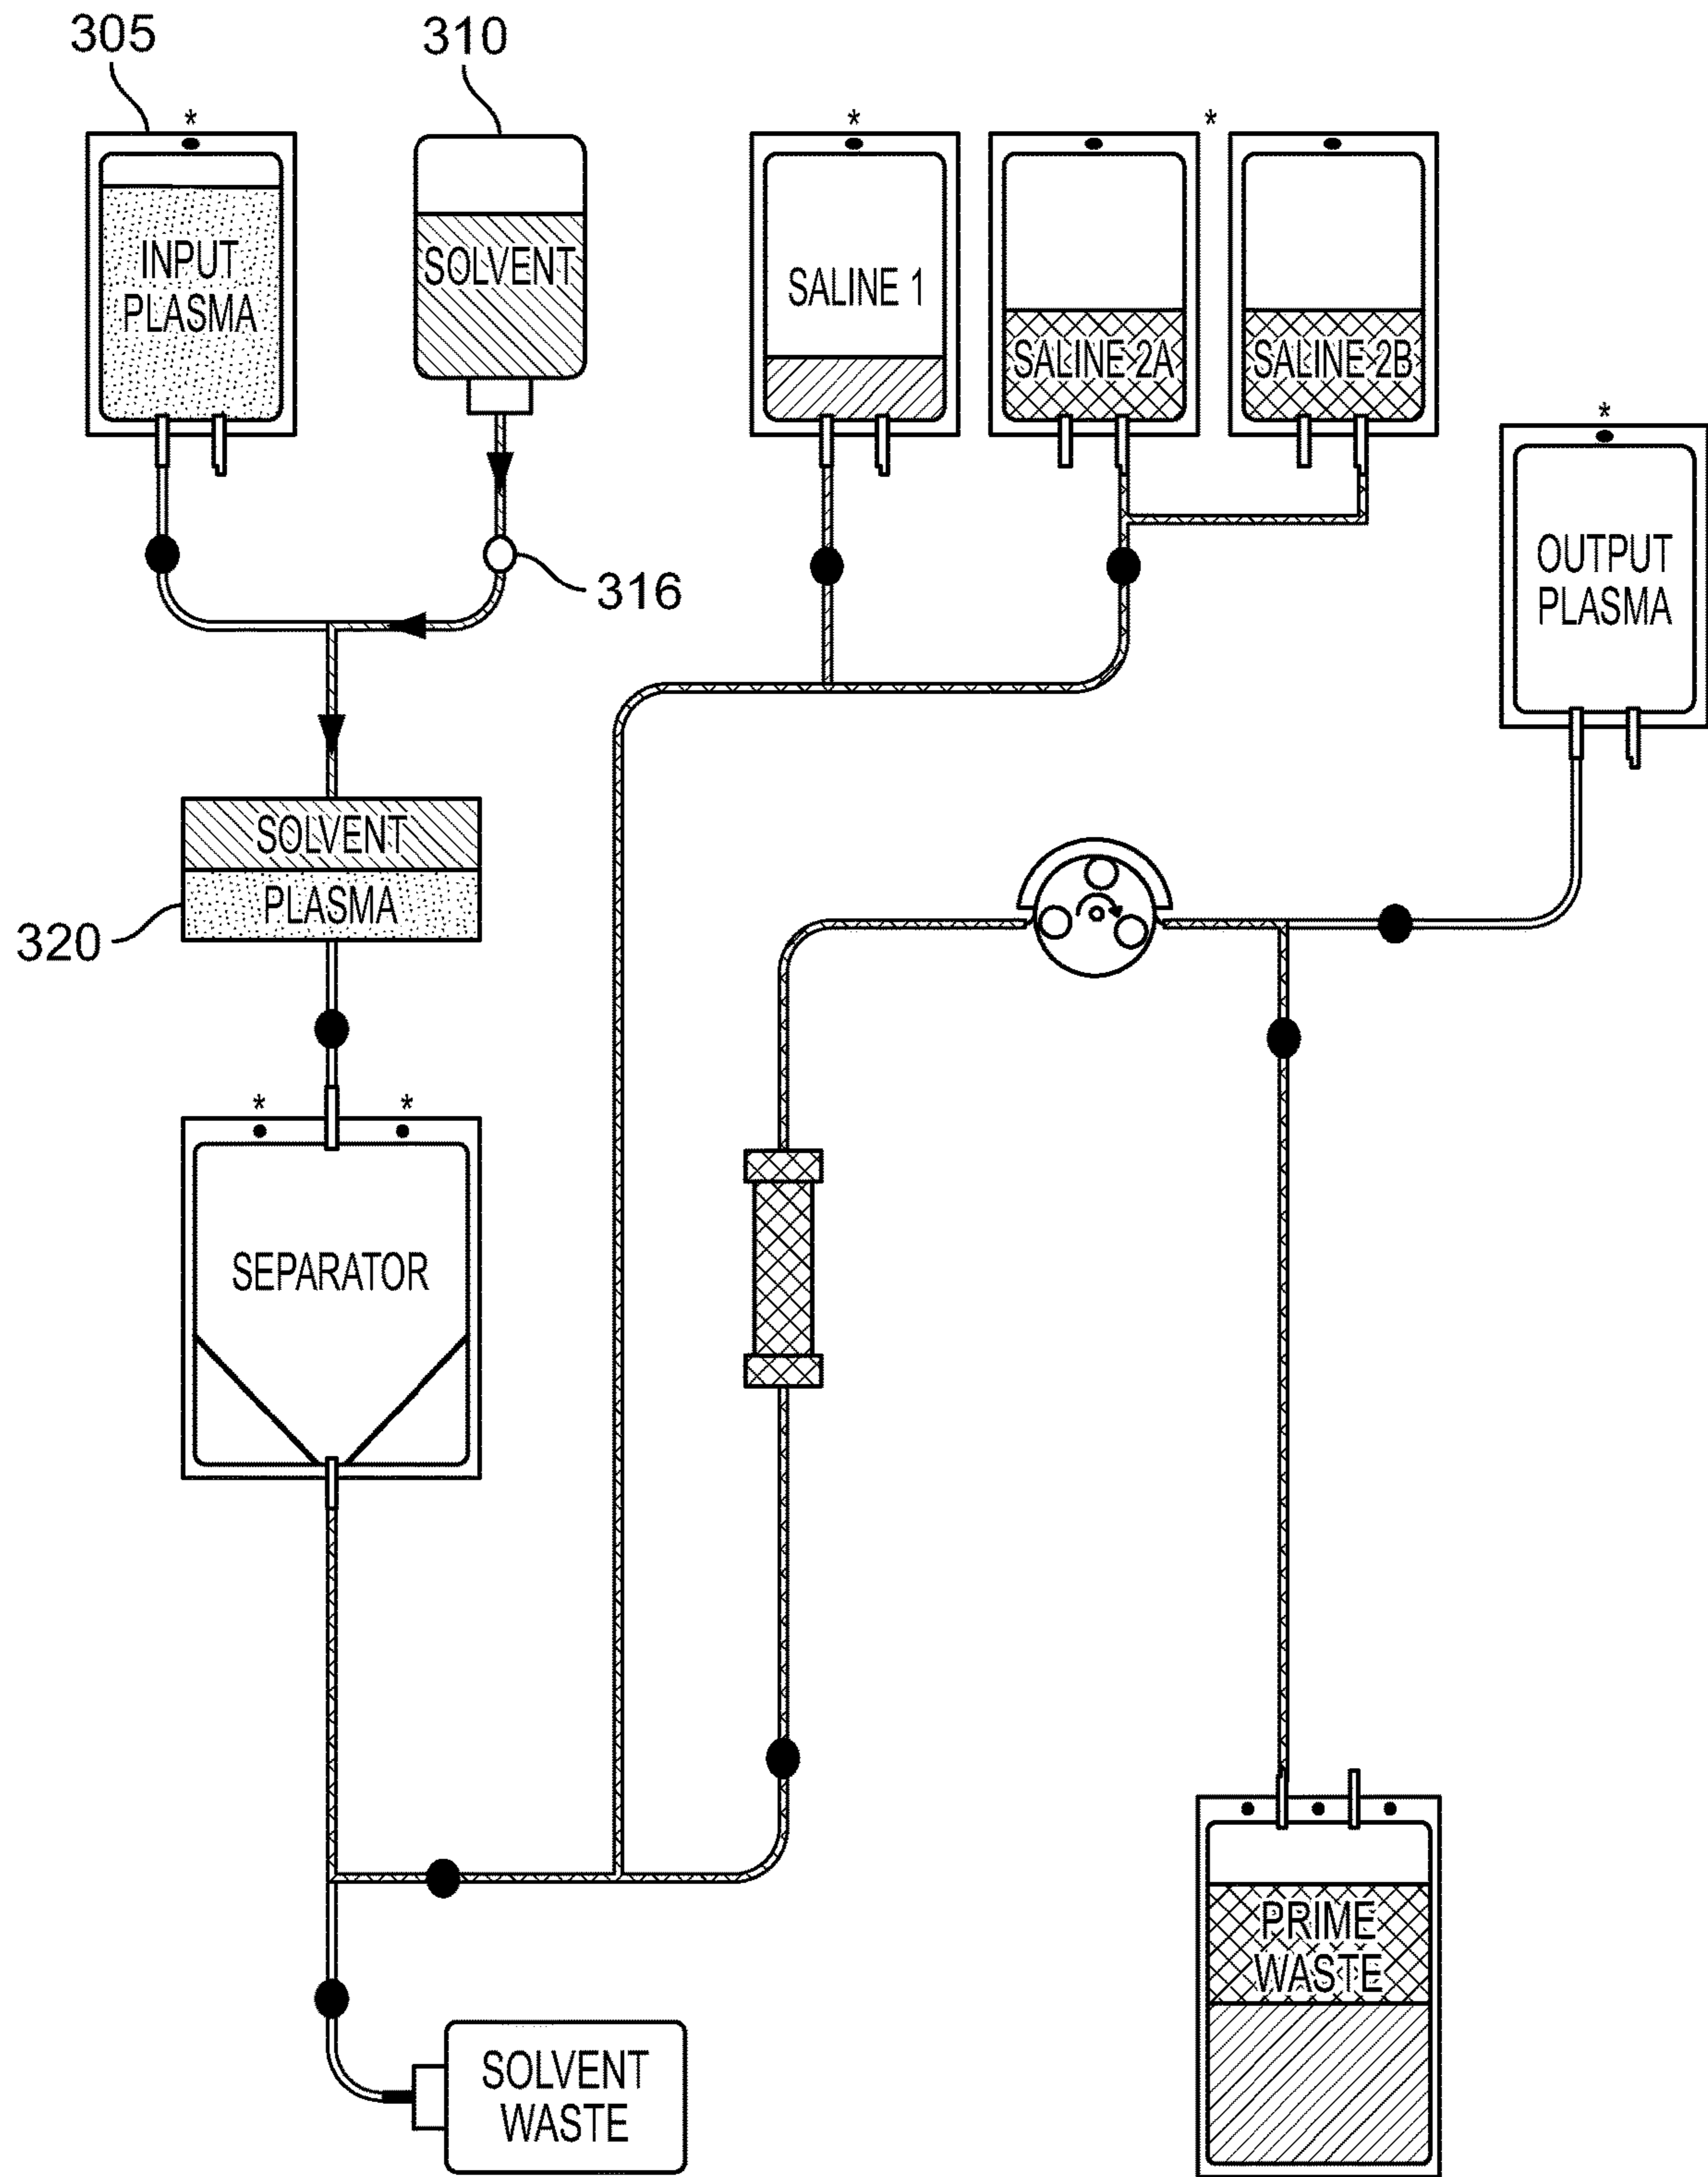 305
310
*
*
*
INPUT
PLASMA
SOLVENT
SALINE 1
SALINE 2A
SALINE 2B
*
OUTPUT
PLASMA
316
SOLVENT
PLASMA
320
* *
SEPARATOR
PRIME
WASTE
SOLVENT
WASTE